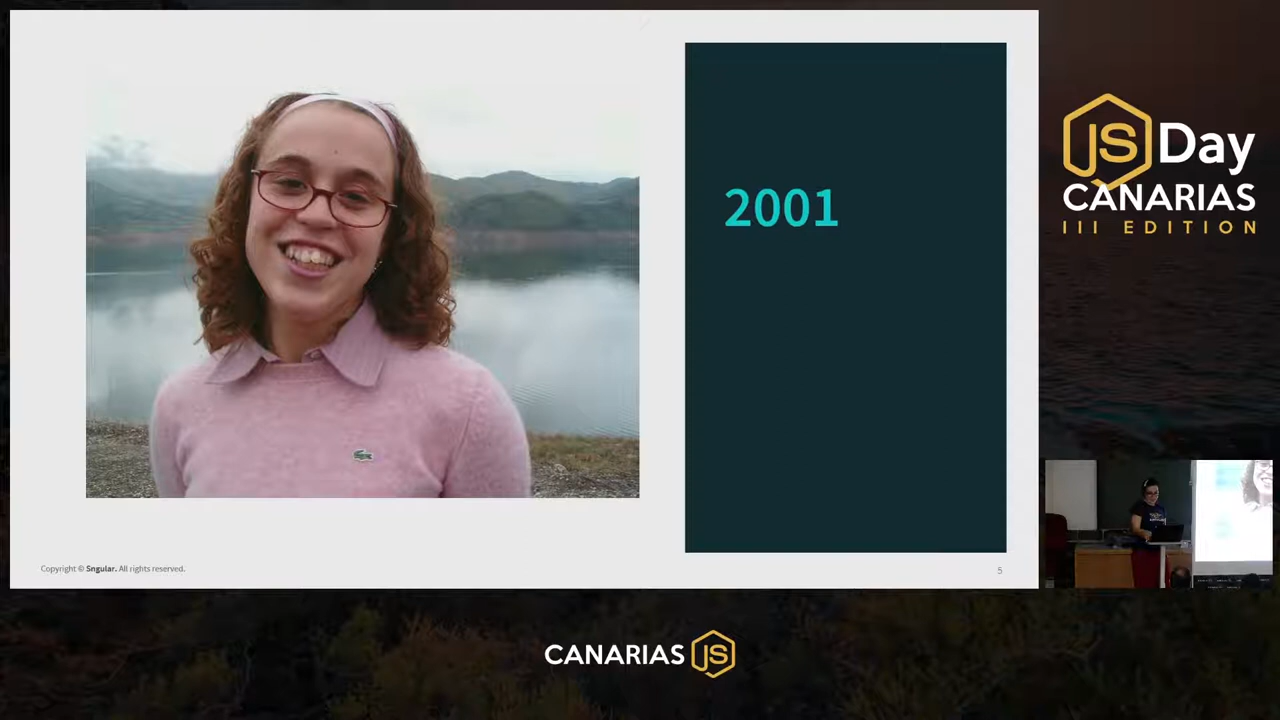 2001
Copyright © Sngular. All rights reserved.
5
JS Day
CANARIAS
III EDITION
CANARIAS JS